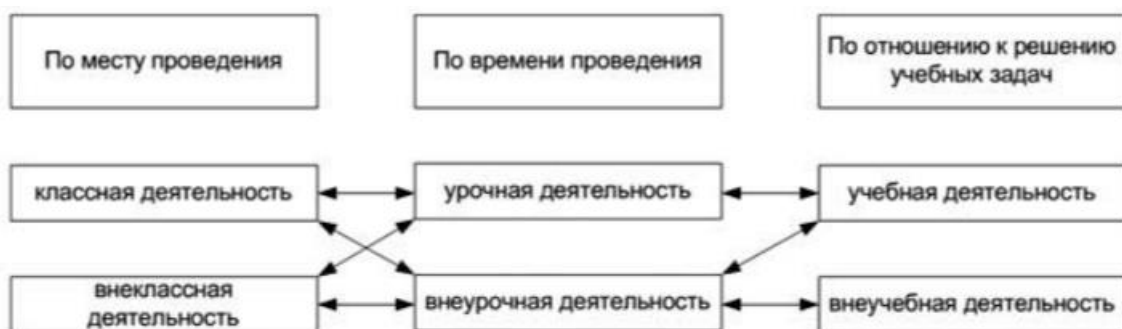 По месту проведения
По времени проведения
По отношению к решению
учебных задач
классная деятельность
урочная деятельность
учебная деятельность
внеклассная
деятельность
внеурочная деятельность
внеучебная деятельность